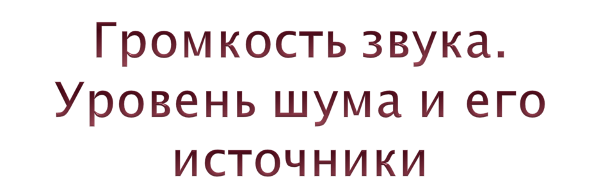 Громкость звука.
Уровень шума и его
источники